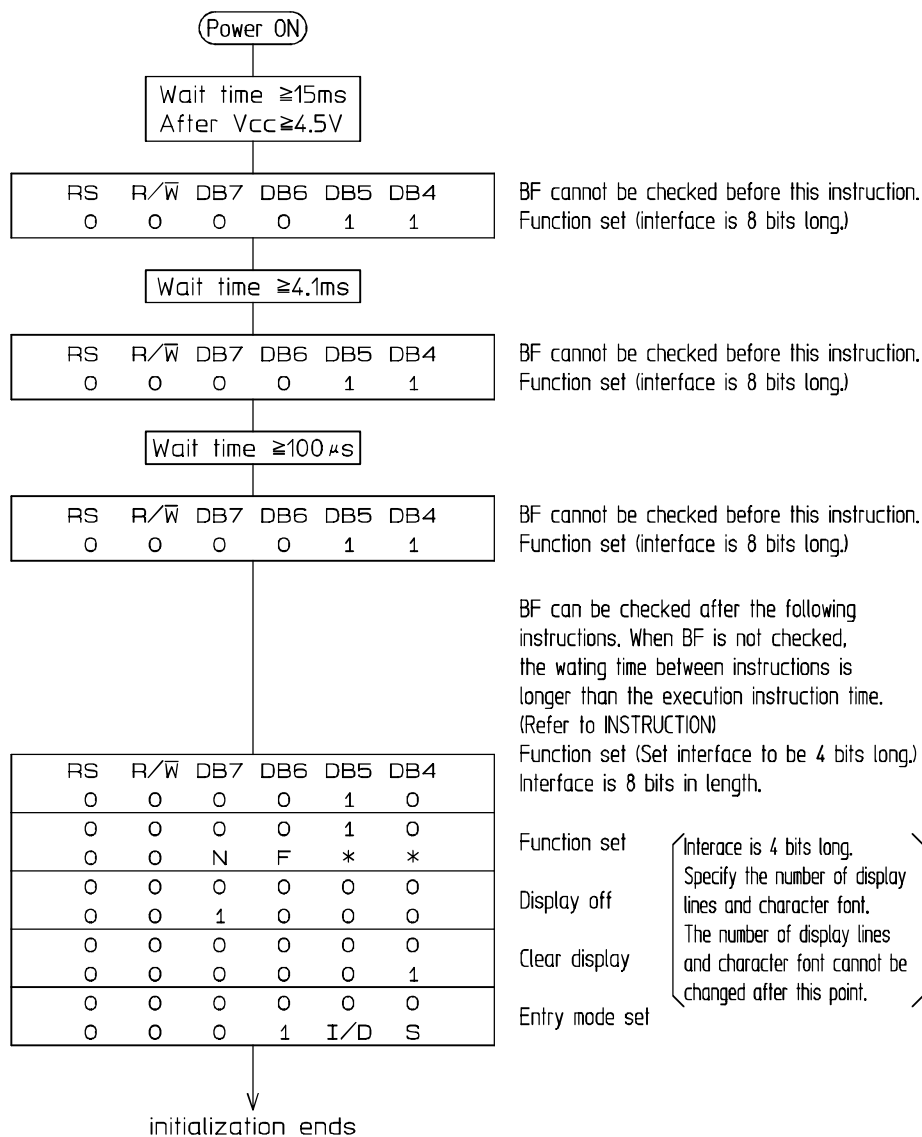 Power ON
Wait time ≧15ms
After Vcc≧4.5V
RS R/W̅ DB7 DB6 DB5 DB4
0 0 0 0 1 1
BF cannot be checked before this instruction.
Function set (interface is 8 bits long.)
Wait time ≧4.1ms
RS R/W̅ DB7 DB6 DB5 DB4
0 0 0 0 1 1
BF cannot be checked before this instruction.
Function set (interface is 8 bits long.)
Wait time ≧100μs
RS R/W̅ DB7 DB6 DB5 DB4
0 0 0 0 1 1
BF cannot be checked before this instruction.
Function set (interface is 8 bits long.)
BF can be checked after the following
instructions. When BF is not checked,
the wating time between instructions is
longer than the execution instruction time.
(Refer to INSTRUCTION)
Function set (Set interface to be 4 bits long.)
Interface is 8 bits in length.
RS R/W̅ DB7 DB6 DB5 DB4
0 0 0 0 1 0
0 0 0 0 1 0
0 0 N F * *
0 0 0 0 0 0
0 0 1 0 0 0
0 0 0 0 0 0
0 0 0 0 0 1
0 0 0 0 0 0
0 0 0 1 I/D S
Function set
Display off
Clear display
Entry mode set
Interace is 4 bits long.
Specify the number of display
lines and character font.
The number of display lines
and character font cannot be
changed after this point.
initialization ends